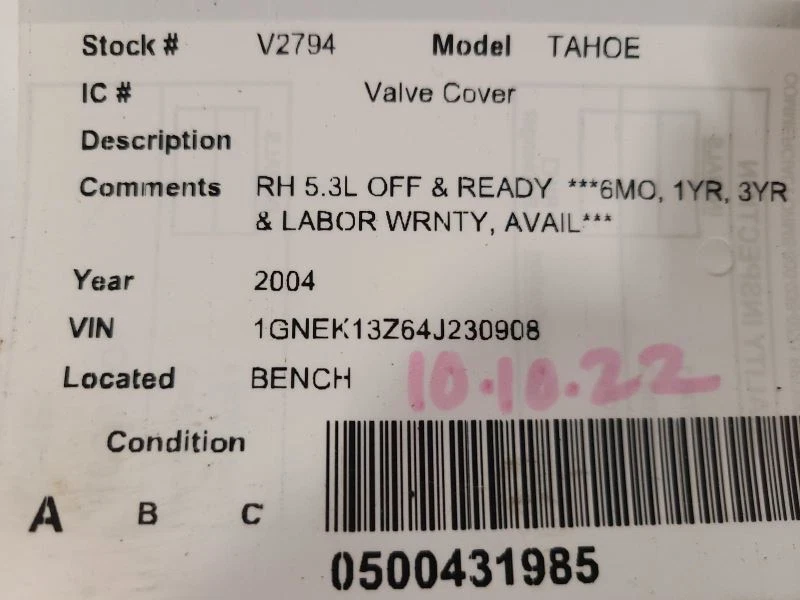 Stock # V2794 Model TAHOE
IC # Valve Cover
Description
Comments RH 5.3L OFF & READY ***6MO, 1YR, 3YR
& LABOR WRNTY, AVAIL***
Year 2004
VIN 1GNEK13Z64J230908
Located BENCH 10.10.22
Condition
A B C
0500431985